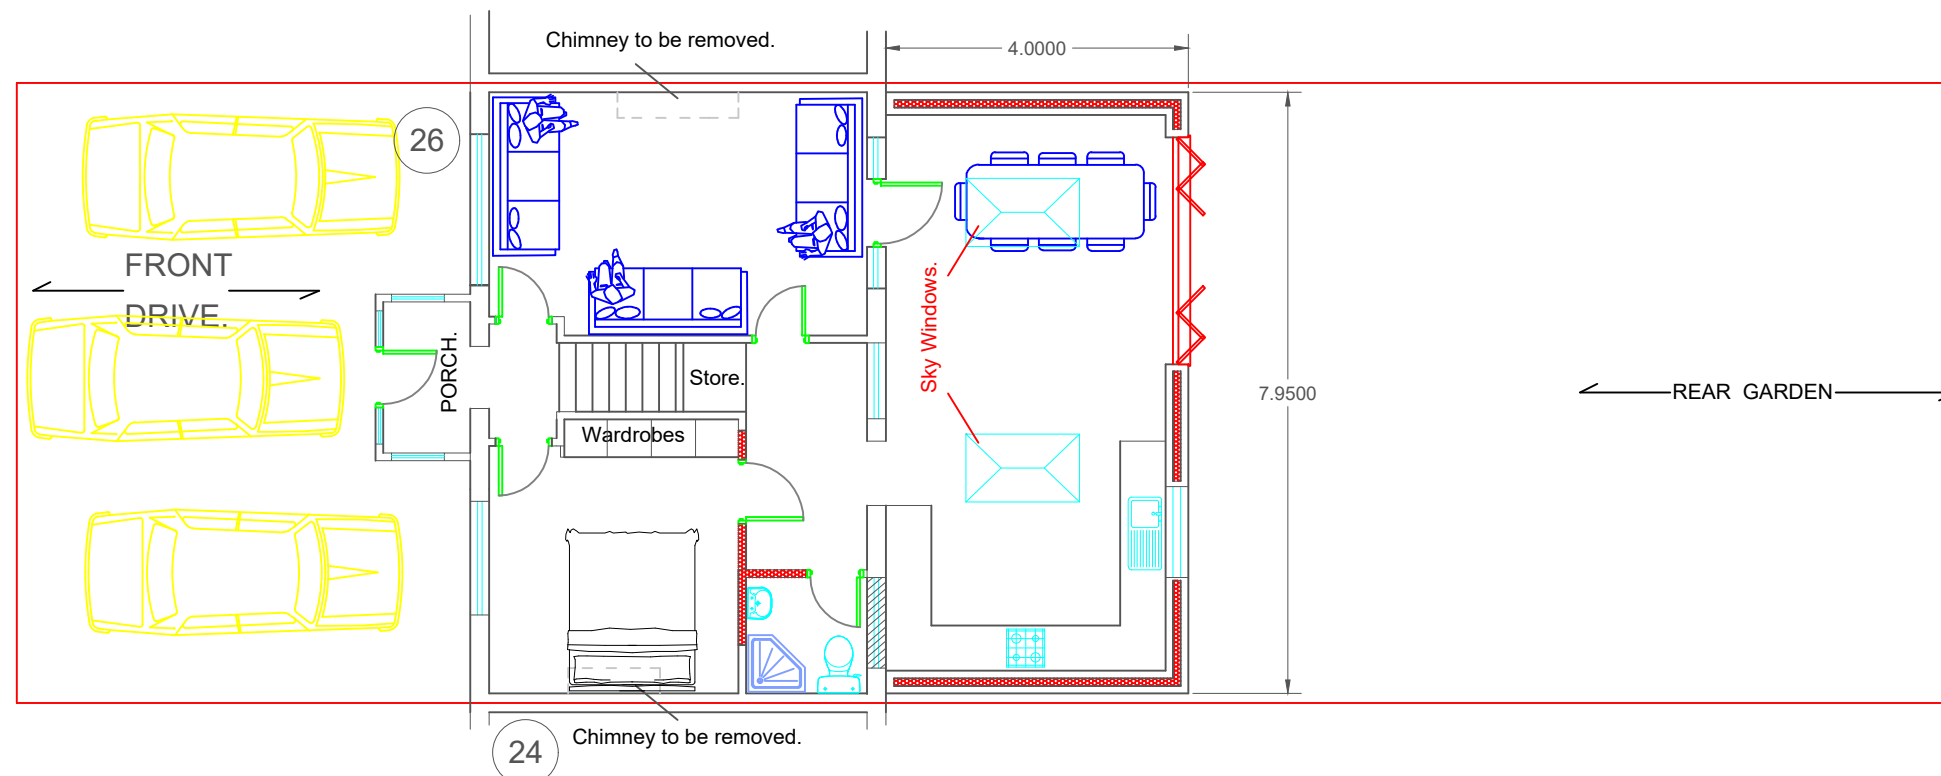 Chimney to be removed.
4.0000
26
FRONT
DRIVE.
PORCH.
Store.
Wardrobes
Sky Windows.
7.9500
REAR GARDEN
24
Chimney to be removed.